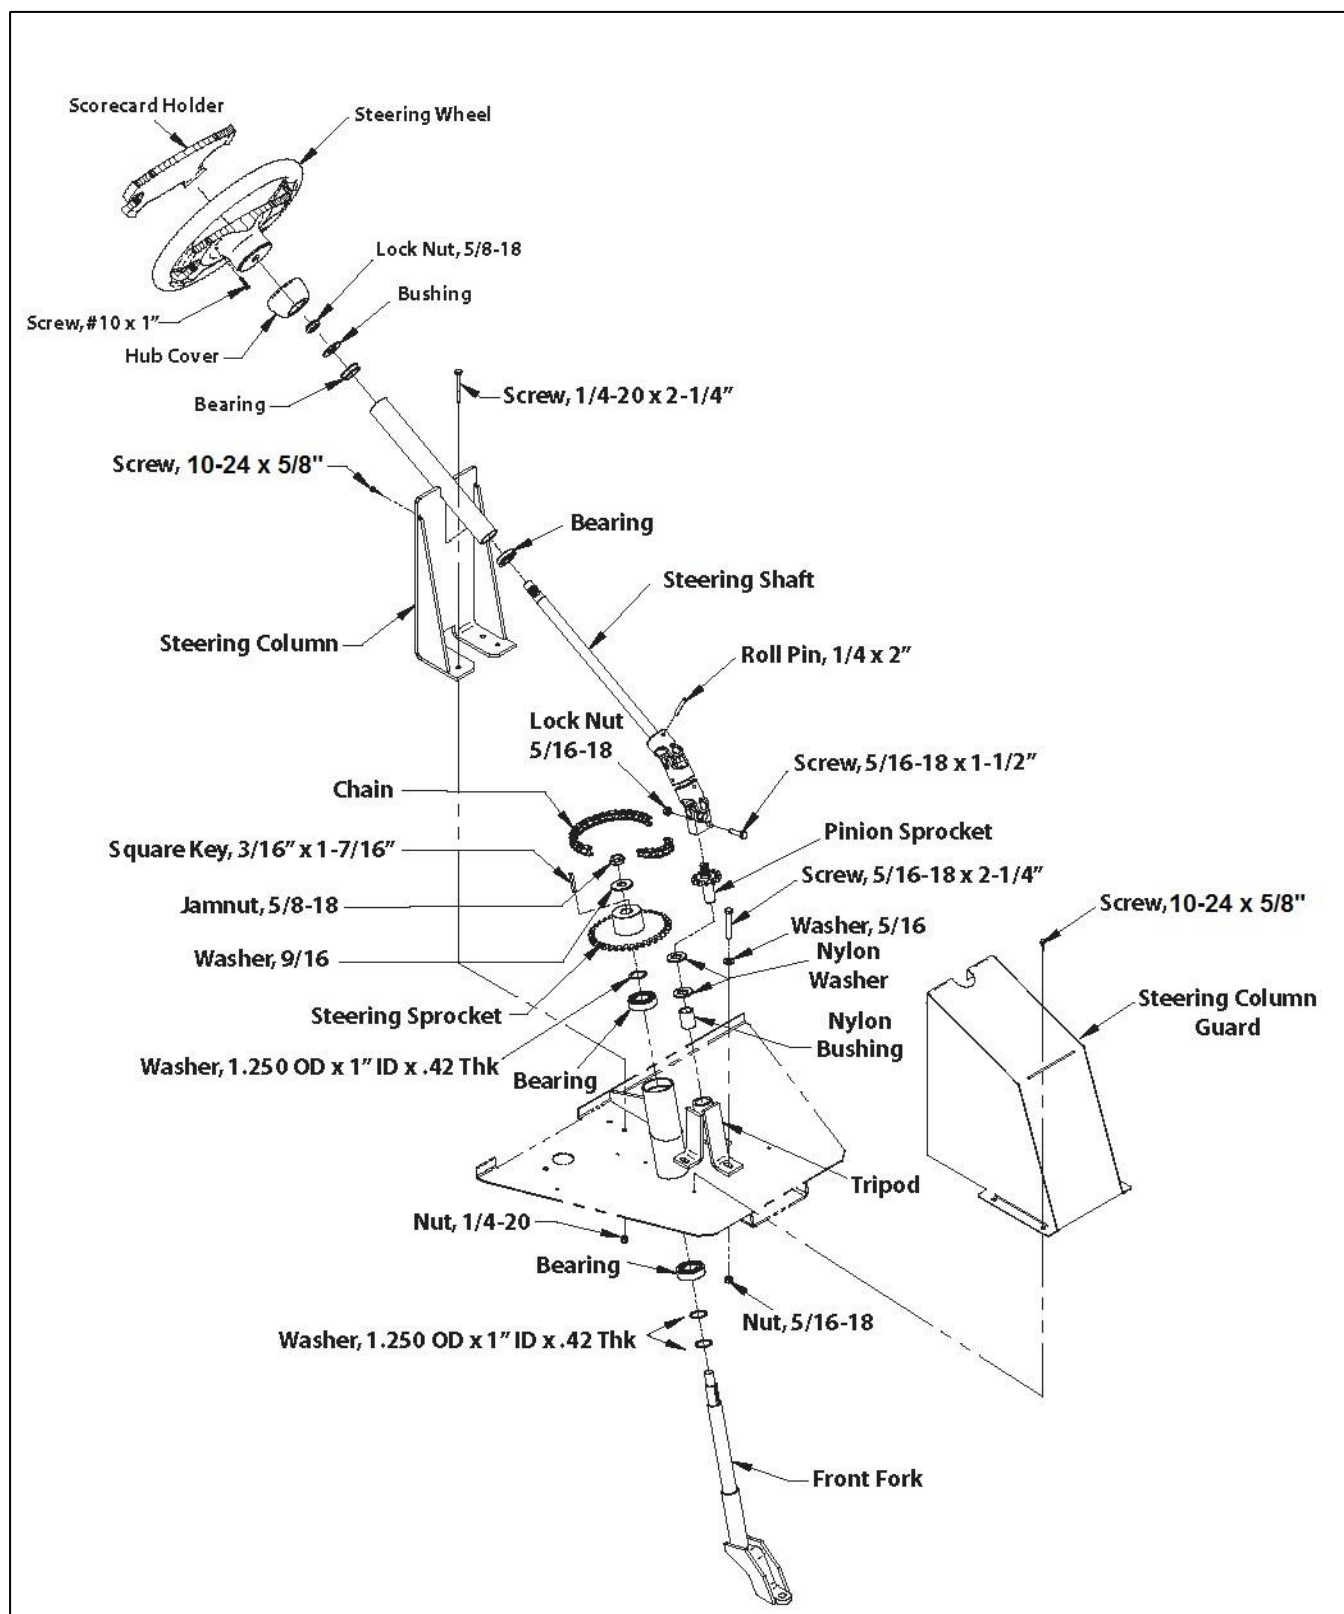 Scorecard Holder
Steering Wheel
Lock Nut, 5/8-18
Bushing
Screw, #10 x 1”
Hub Cover
Bearing
Screw, 1/4-20 x 2-1/4”
Screw, 10-24 x 5/8"
Bearing
Steering Shaft
Steering Column
Roll Pin, 1/4 x 2”
Lock Nut
5/16-18
Screw, 5/16-18 x 1-1/2”
Chain
Pinion Sprocket
Square Key, 3/16” x 1-7/16”
Screw, 5/16-18 x 2-1/4”
Jamnut, 5/8-18
Screw, 10-24 x 5/8"
Washer, 5/16
Washer, 9/16
Nylon
Washer
Steering Column
Guard
Steering Sprocket
Nylon
Bushing
Washer, 1.250 OD x 1” ID x .42 Thk
Bearing
Tripod
Nut, 1/4-20
Bearing
Nut, 5/16-18
Washer, 1.250 OD x 1” ID x .42 Thk
Front Fork